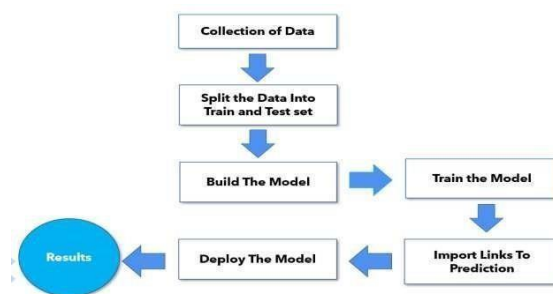 Collection of Data
Split the Data Into
Train and Test set
Build The Model
Train the Model
Import Links To
Prediction
Deploy The Model
Results